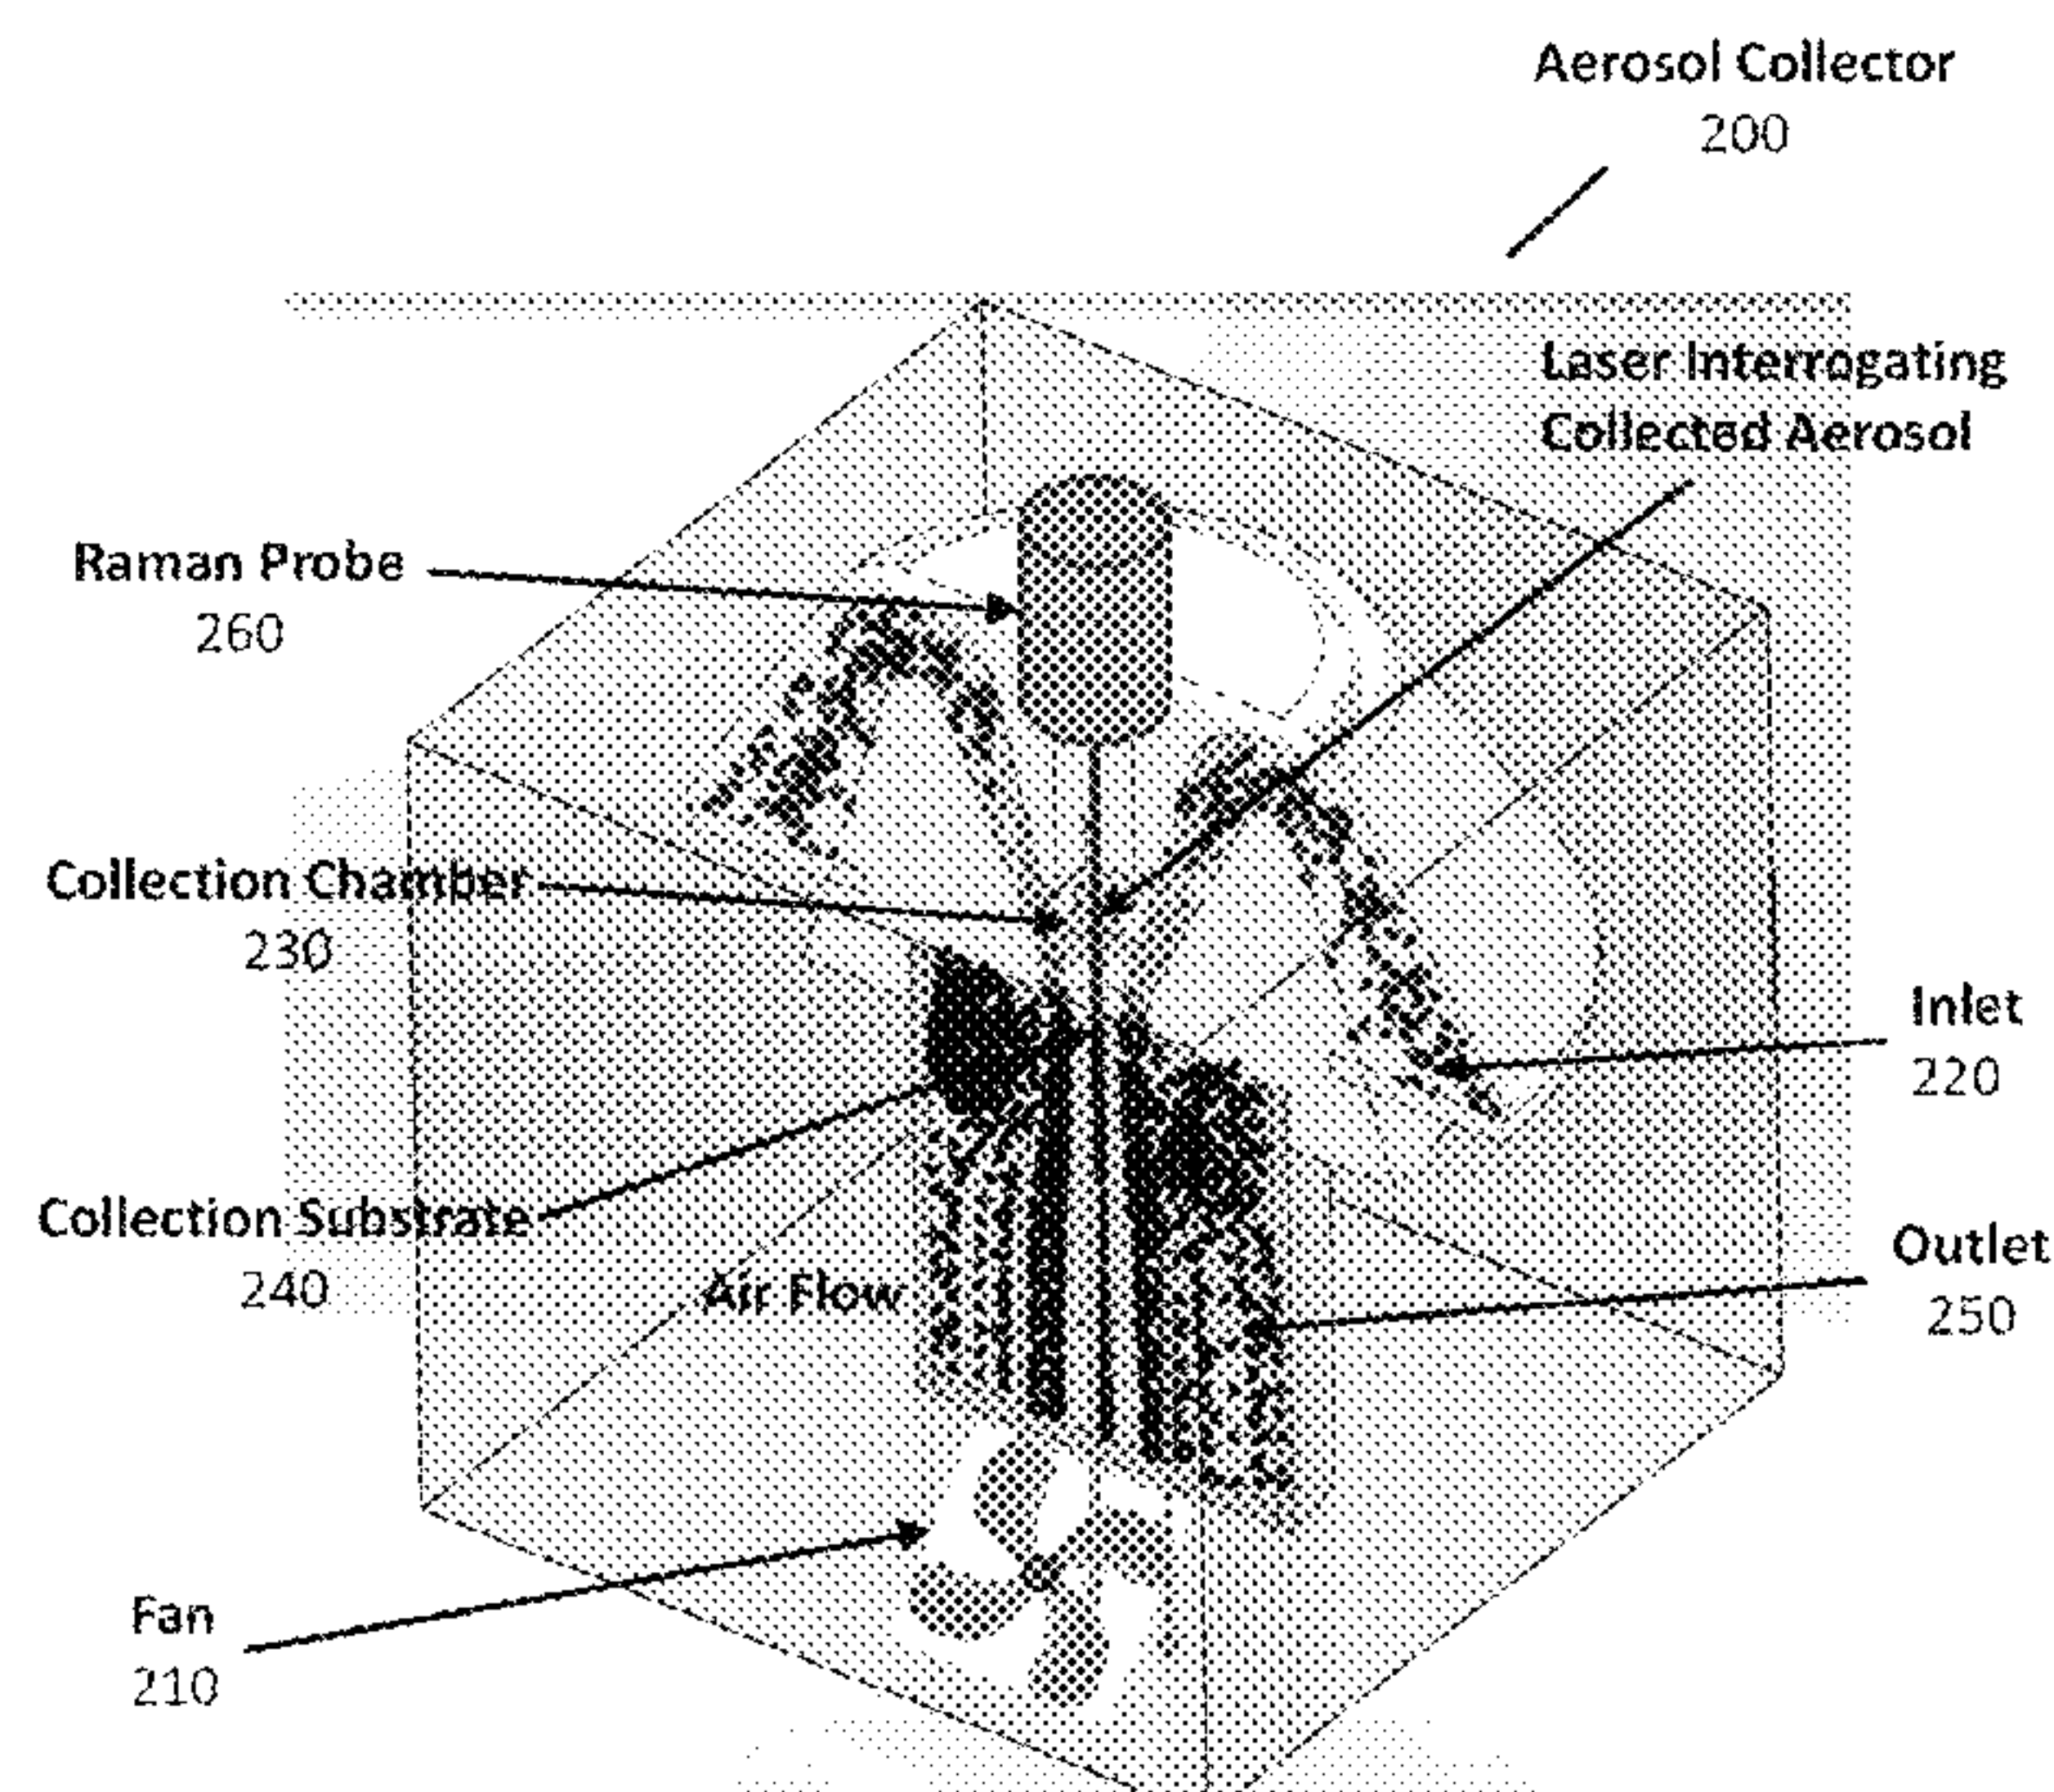 Aerosol Collector
200
Laser Interrogating
Collected Aerosol
Raman Probe
260
Collection Chamber
230
Inlet
220
Collection Substrate
240
Air Flow
Outlet
250
Fan
210